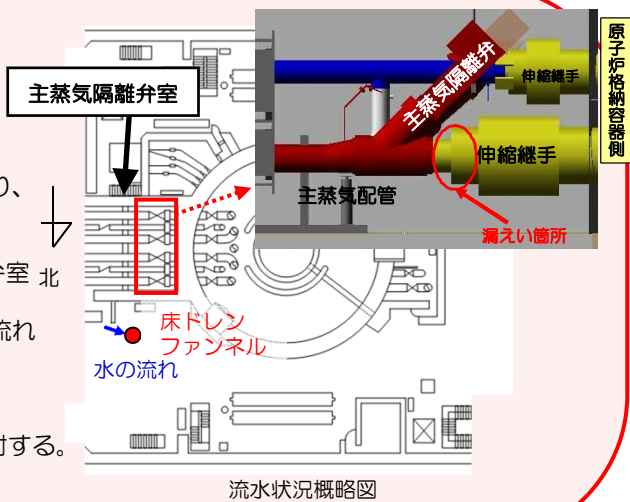 主蒸気隔離弁室
り、
弁室
流れ
討する。
北
床ドレン
ファンネル
水の流れ
流水状況概略図
主蒸気隔離弁
伸縮継手
伸縮継手
主蒸気配管
漏えい箇所
原子炉格納容器側